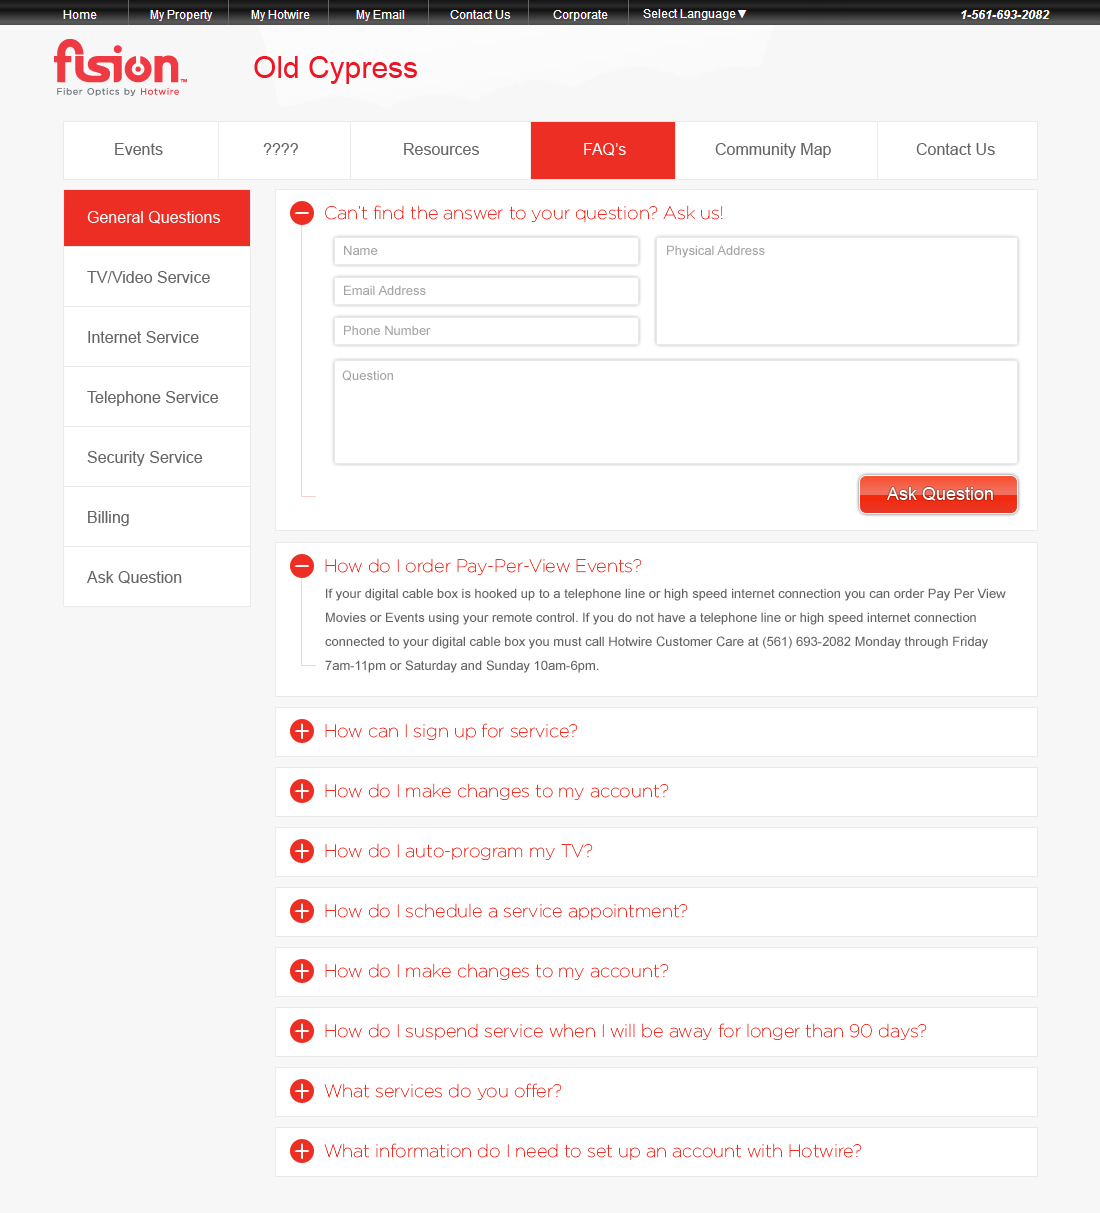 Home My Property My Hotwire My Email Contact Us Corporate Select Language▼ 1-561-693-2082
fision™
Fiber Optics by Hotwire
Old Cypress
Events ???? Resources FAQ's Community Map Contact Us
General Questions
TV/Video Service
Internet Service
Telephone Service
Security Service
Billing
Ask Question
Can't find the answer to your question? Ask us!
Name
Physical Address
Email Address
Phone Number
Question
Ask Question
How do I order Pay-Per-View Events?
If your digital cable box is hooked up to a telephone line or high speed internet connection you can order Pay Per View
Movies or Events using your remote control. If you do not have a telephone line or high speed internet connection
connected to your digital cable box you must call Hotwire Customer Care at (561) 693-2082 Monday through Friday
7am-11pm or Saturday and Sunday 10am-6pm.
How can I sign up for service?
How do I make changes to my account?
How do I auto-program my TV?
How do I schedule a service appointment?
How do I make changes to my account?
How do I suspend service when I will be away for longer than 90 days?
What services do you offer?
What information do I need to set up an account with Hotwire?